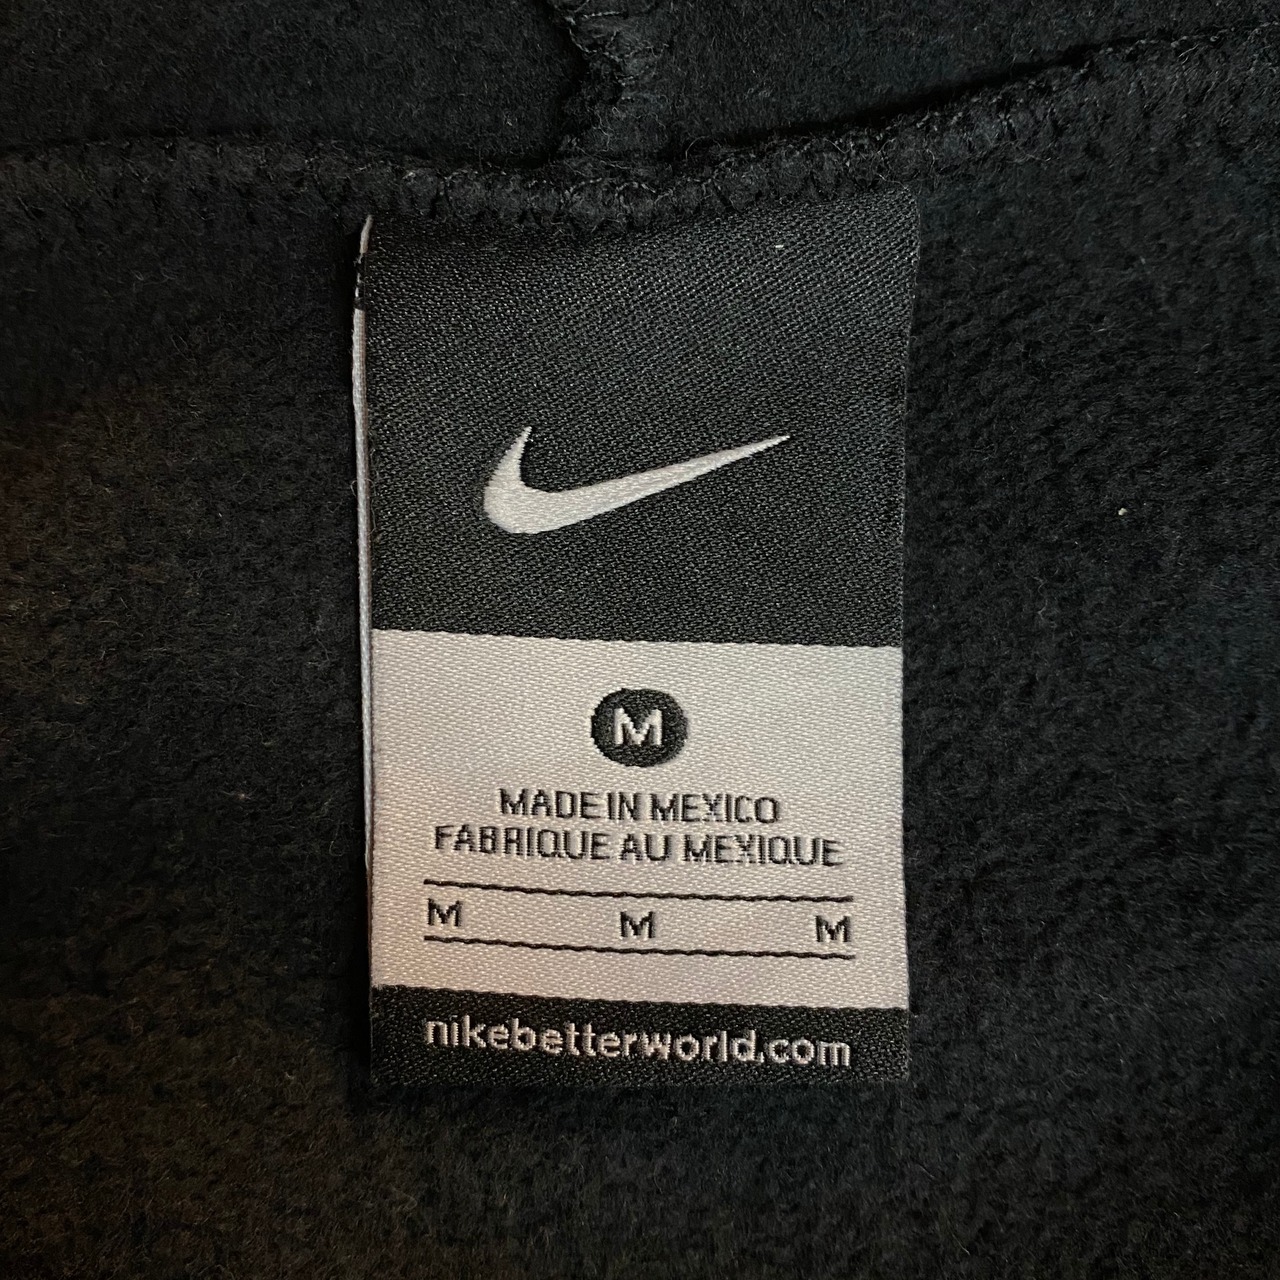 M
MADE IN MEXICO
FABRIQUE AU MEXIQUE
M M M
nikebetterworld.com